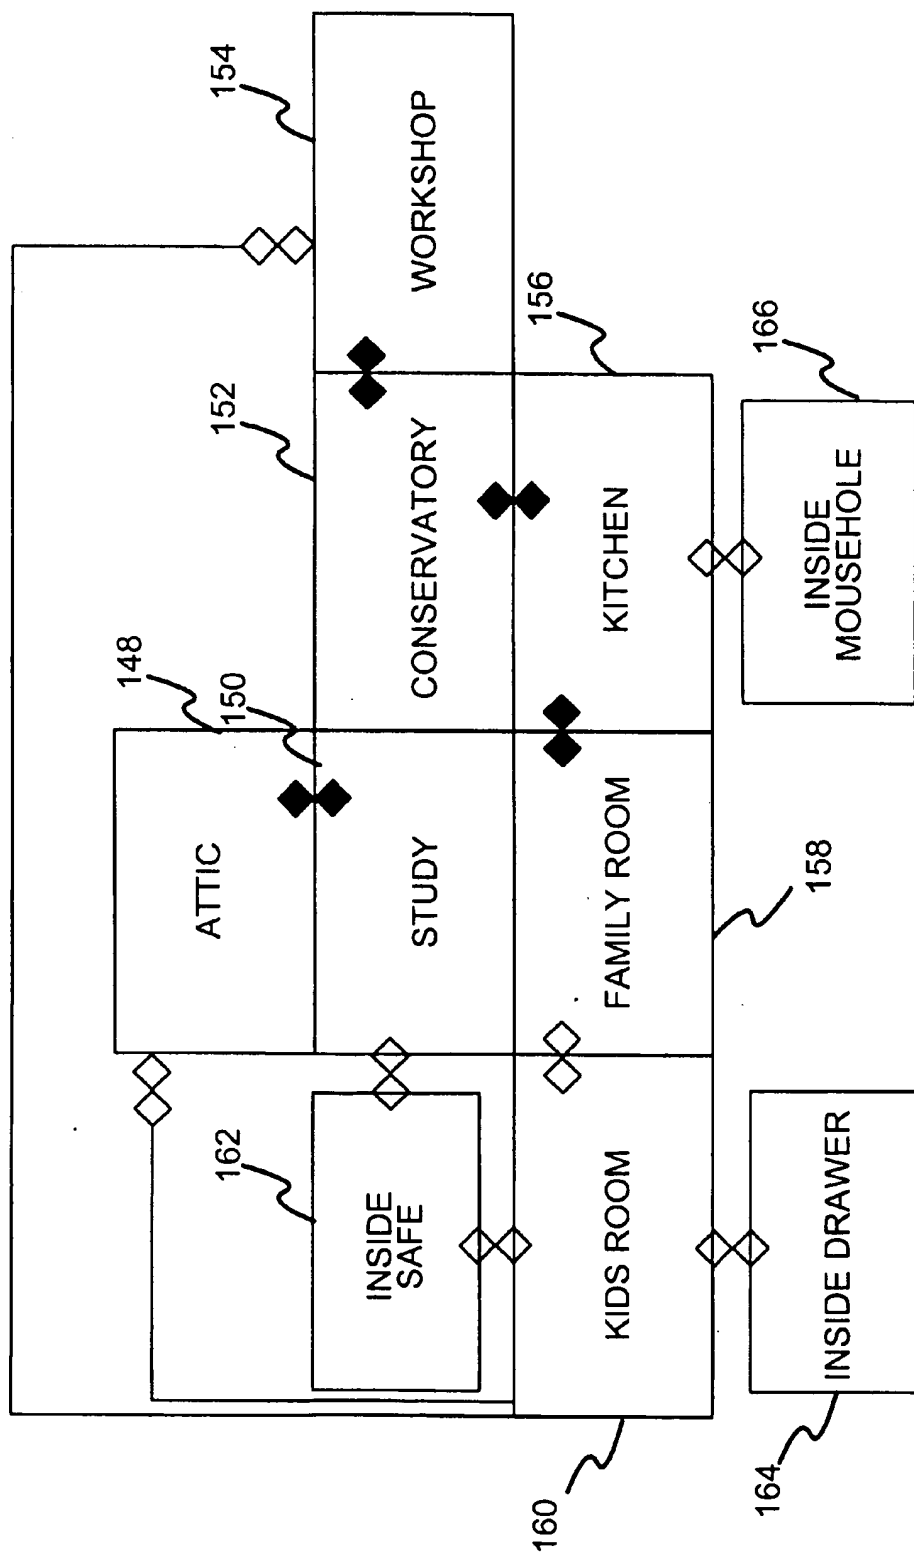 154
WORKSHOP
152
CONSERVATORY
156
KITCHEN
166
INSIDE
MOUSEHOLE
148
150
ATTIC
STUDY
FAMILY ROOM
158
162
INSIDE
SAFE
KIDS ROOM
160
INSIDE DRAWER
164